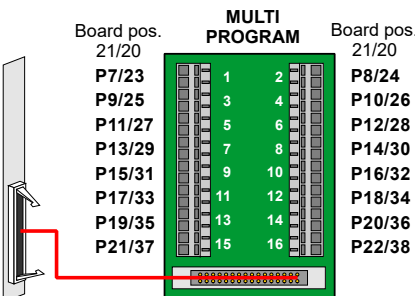 Board pos.
21/20
MULTI
PROGRAM
Board pos.
21/20
P7/23 1 2 P8/24
P9/25 3 4 P10/26
P11/27 5 6 P12/28
P13/29 7 8 P14/30
P15/31 9 10 P16/32
P17/33 11 12 P18/34
P19/35 13 14 P20/36
P21/37 15 16 P22/38